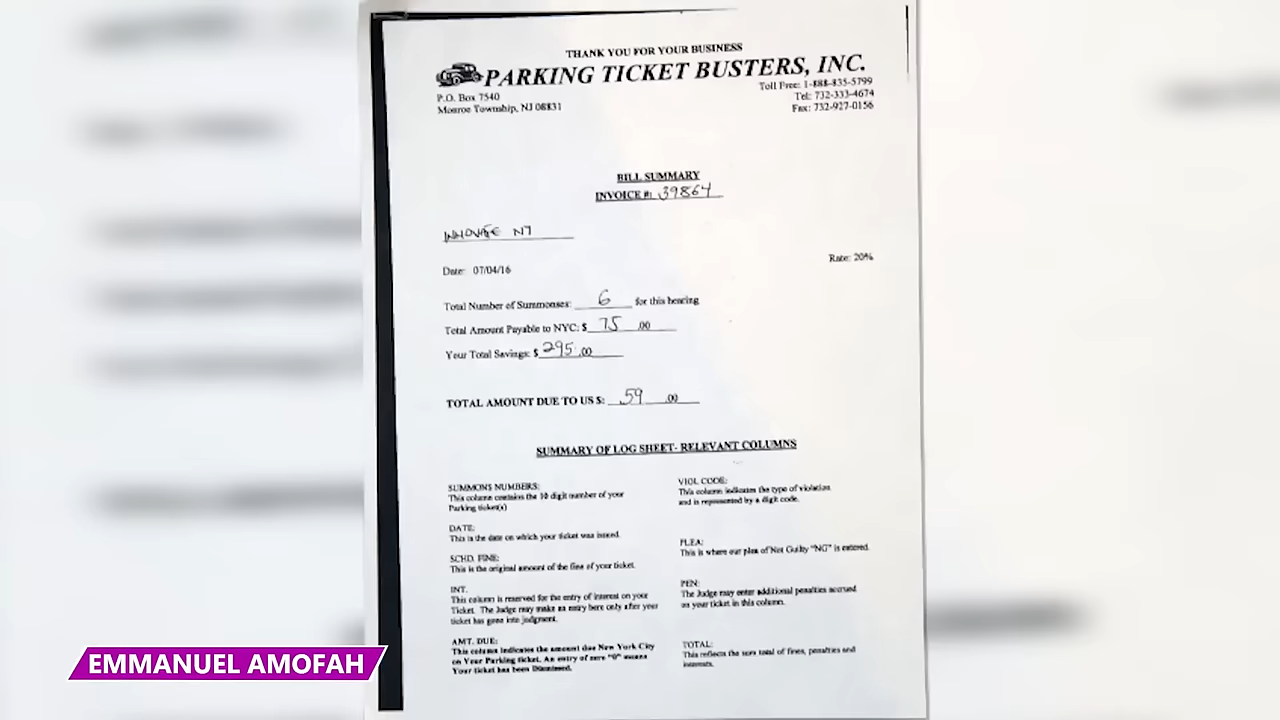 THANK YOU FOR YOUR BUSINESS
PARKING TICKET BUSTERS, INC.
P.O. Box 7540
Monroe Township, NJ 08831
Toll Free: 1-888-835-5799
Tel: 732-333-4674
Fax: 732-927-0156
BILL SUMMARY
INVOICE #: 39864
Date: 07/04/16
Rate: 20%
Total Number of Summonses: 6 for this hearing
Total Amount Payable to NYC: $ 75.00
Your Total Savings: $ 295.00
TOTAL AMOUNT DUE TO US $: 59.00
SUMMARY OF LOG SHEET- RELEVANT COLUMNS
SUMMONS NUMBERS:
This column contains the 10 digit number of your
Parking ticket(s)
DATE:
This is the date on which your ticket was issued.
SCHD. FINE:
This is the original amount of the fine of your ticket.
INT.
This column is reserved for the entry of interest on your
Ticket. The Judge may make an entry here only after your
ticket has gone into judgment.
AMT. DUE:
This column indicates the amount due New York City
on Your Parking ticket. An entry of zero "0" means
Your ticket has been Dismissed.
VIOL CODE:
This column indicates the type of violation
and is represented by a digit code.
PLEA:
This is where our plea of Not Guilty "NG" is entered.
PEN:
The Judge may enter additional penalties accrued
on your ticket in this column.
TOTAL:
This reflects the sum total of fines, penalties and
interests.
EMMANUEL AMOFAH